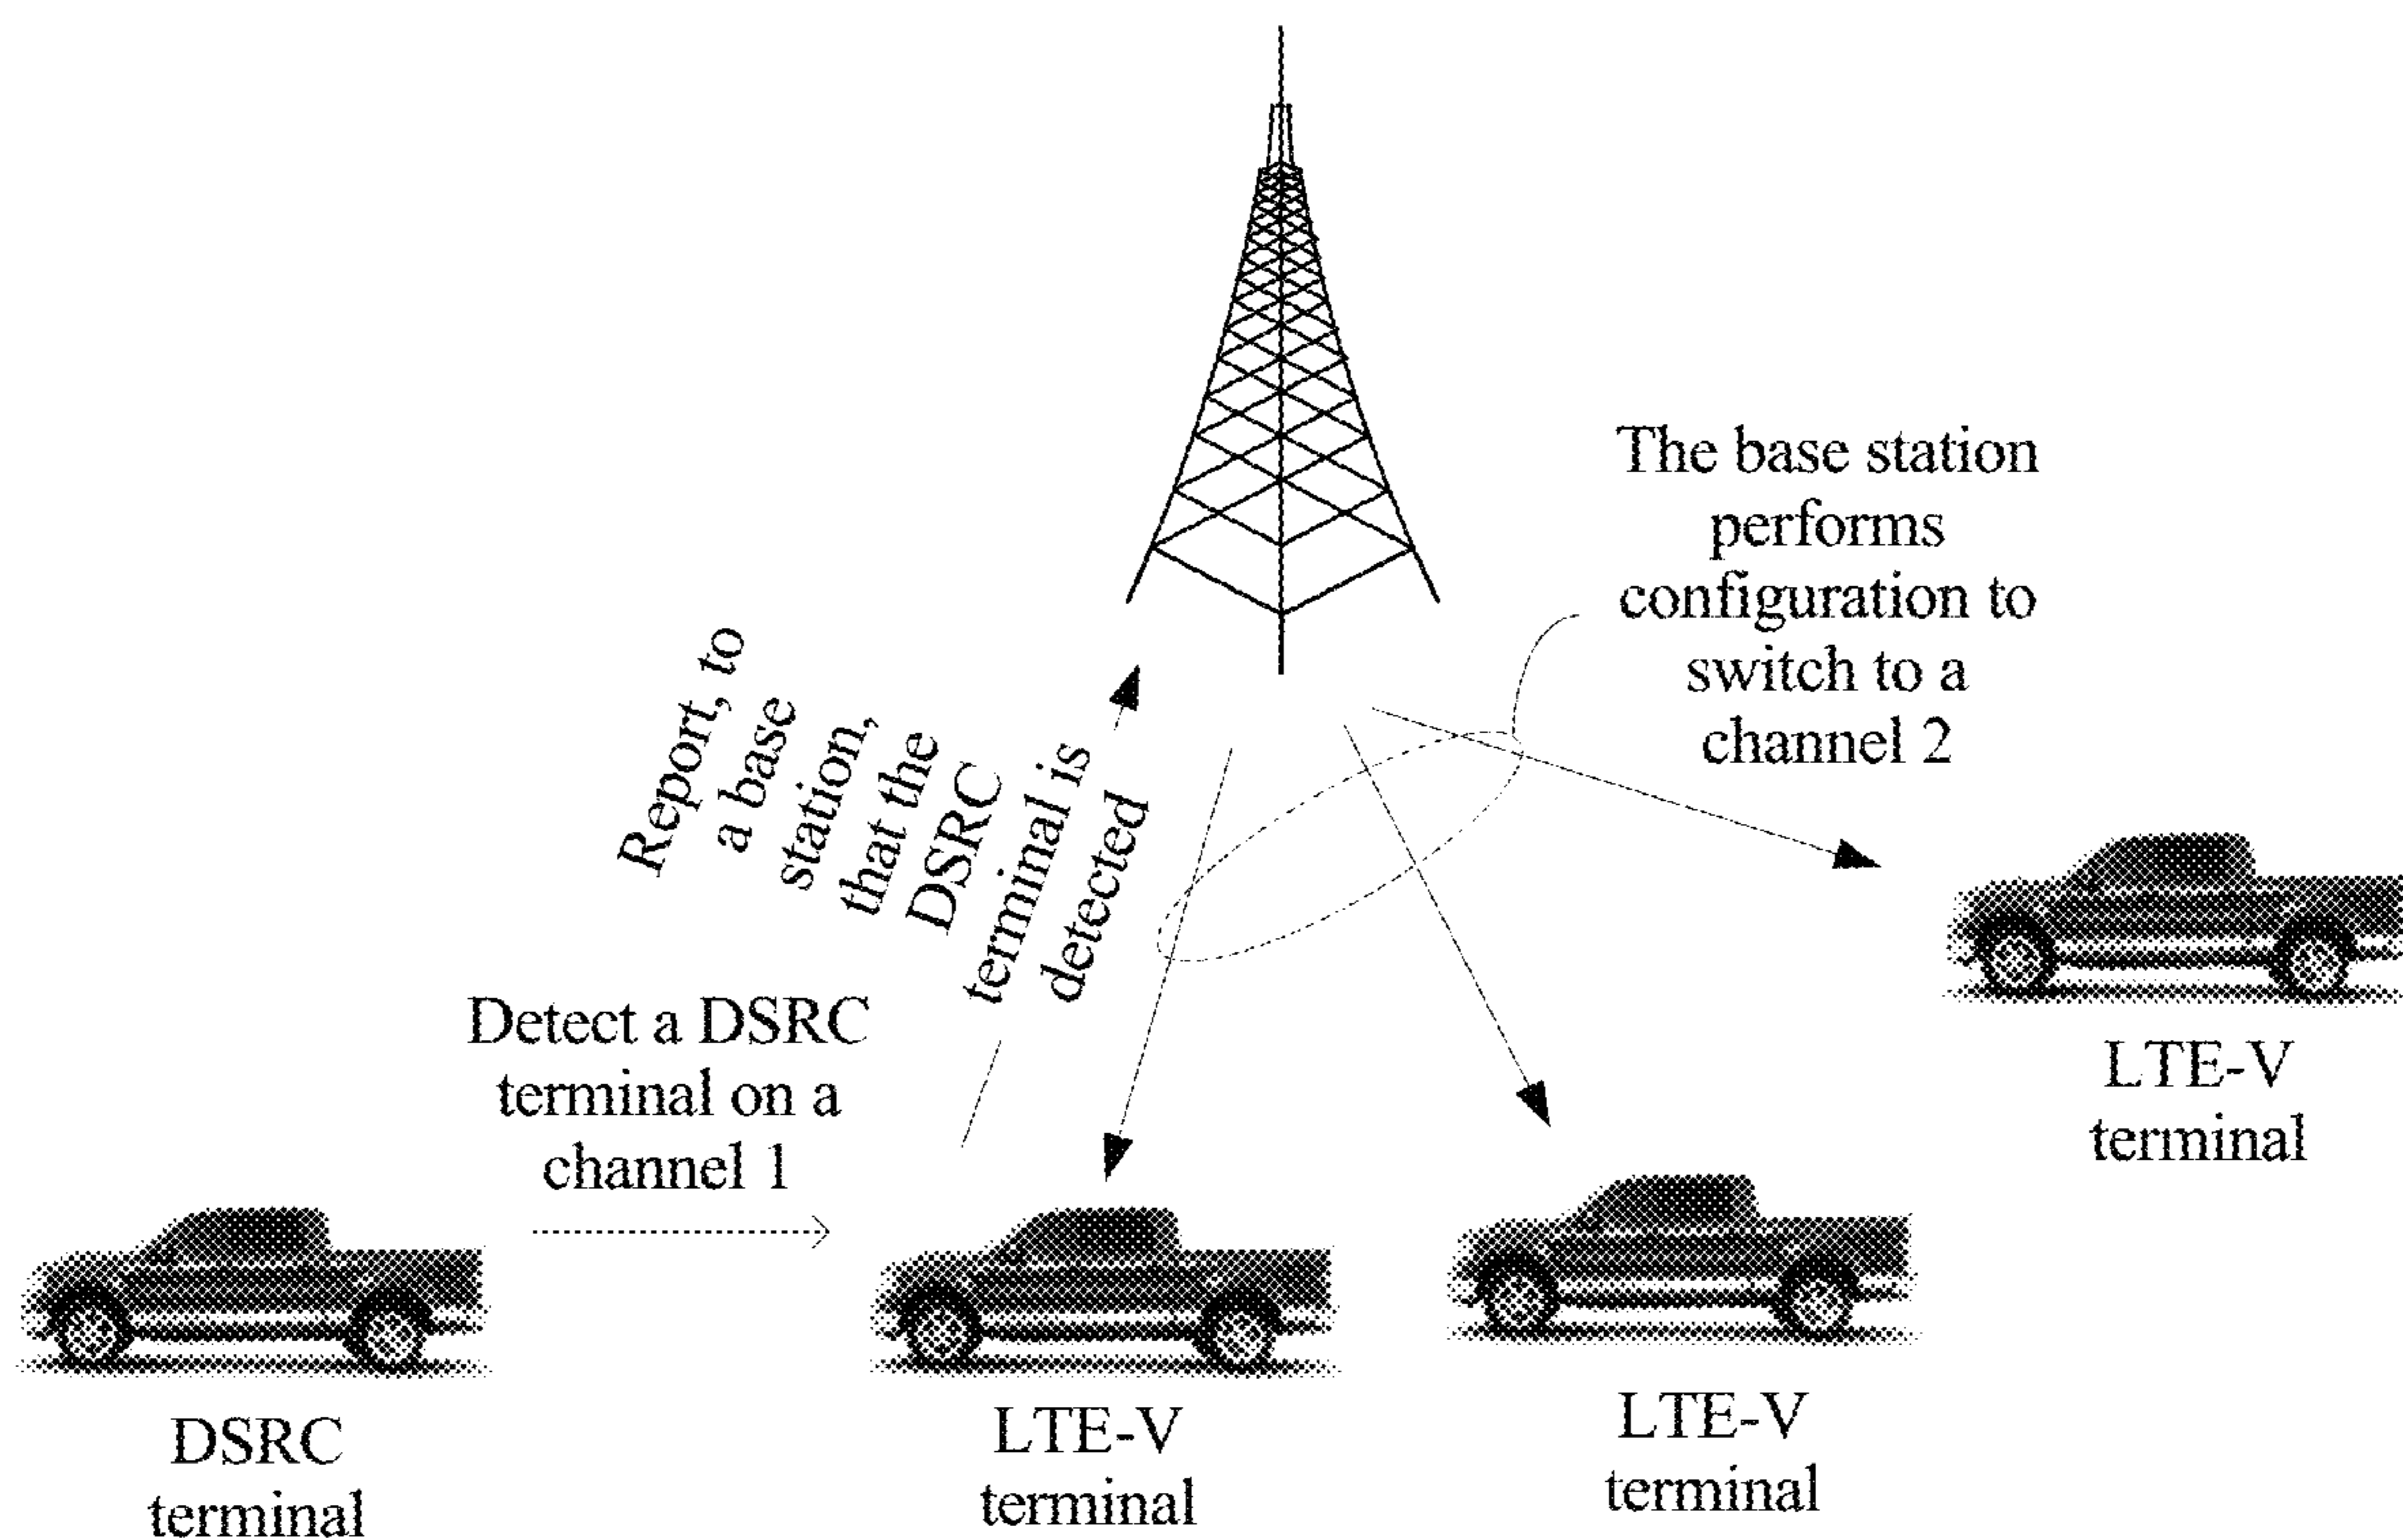 The base station
performs
configuration to
switch to a
channel 2
Report, to
a base
station,
that the
DSRC
terminal is
detected
Detect a DSRC
terminal on a
channel 1
LTE-V
terminal
DSRC
terminal
LTE-V
terminal
LTE-V
terminal